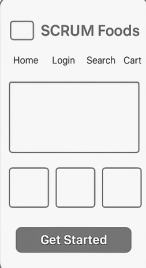 SCRUM Foods
Home Login Search Cart
Get Started